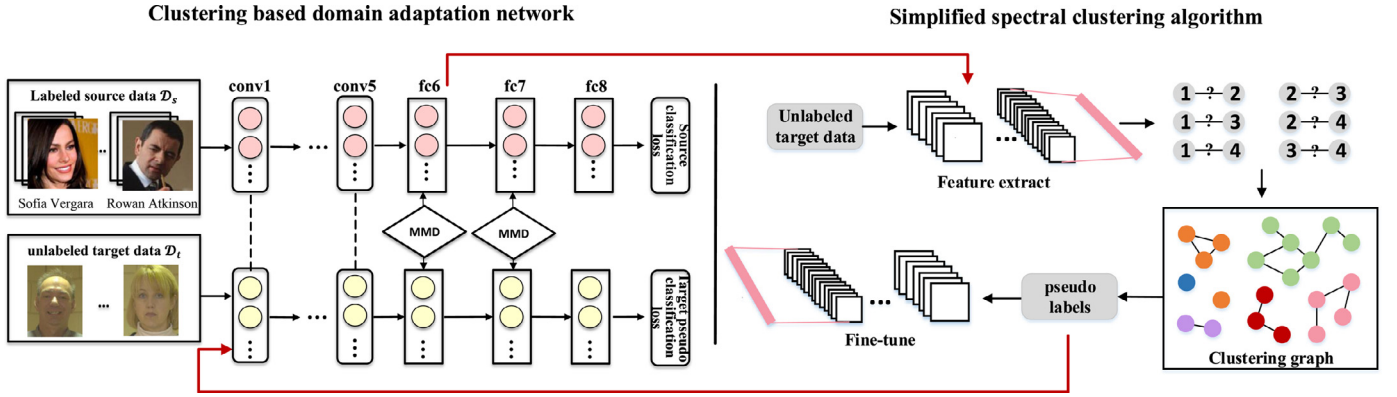 Clustering based domain adaptation network
Simplified spectral clustering algorithm
conv1
conv5
fc6
fc7
fc8
Labeled source data 𝒟s
...
Sofia Vergara
Rowan Atkinson
...
Source classification loss
MMD
MMD
unlabeled target data 𝒟t
...
...
Target pseudo classification loss
Unlabeled
target data
...
Feature extract
1 ? 2
2 ? 3
1 ? 3
2 ? 4
1 ? 4
3 ? 4
Clustering graph
pseudo
labels
...
Fine-tune